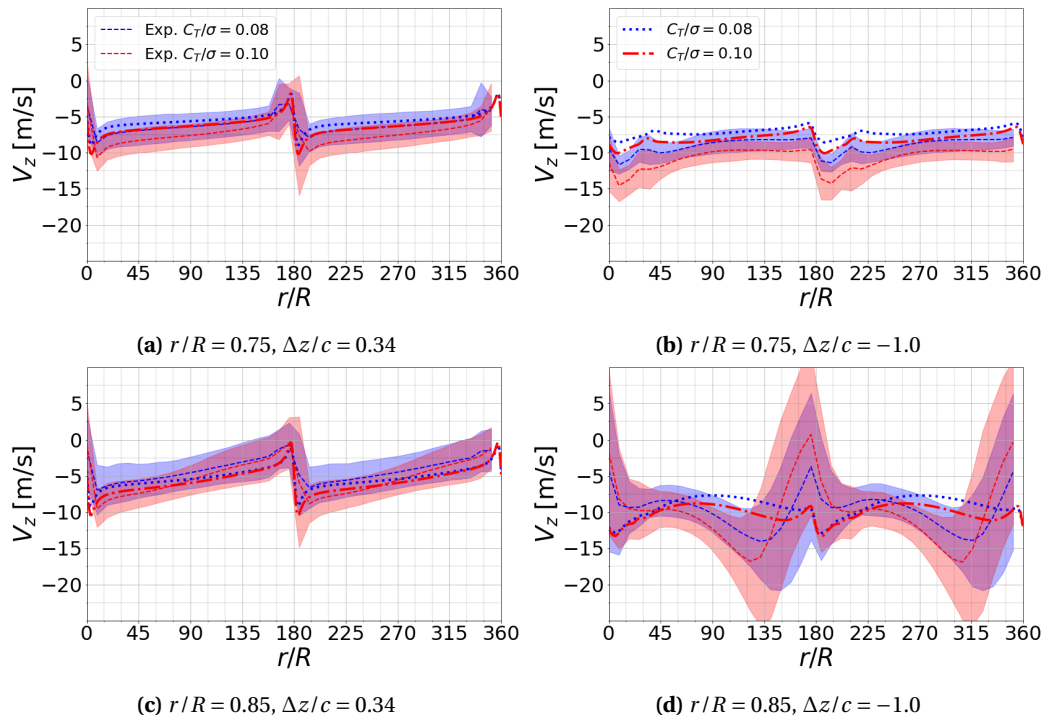 Exp. C_T/σ = 0.08
Exp. C_T/σ = 0.10
5
0
−5
−10
−15
−20
V_z [m/s]
0 45 90 135 180 225 270 315 360
r/R
(a) r/R = 0.75, Δz/c = 0.34
C_T/σ = 0.08
C_T/σ = 0.10
5
0
−5
−10
−15
−20
V_z [m/s]
0 45 90 135 180 225 270 315 360
r/R
(b) r/R = 0.75, Δz/c = −1.0
5
0
−5
−10
−15
−20
V_z [m/s]
0 45 90 135 180 225 270 315 360
r/R
(c) r/R = 0.85, Δz/c = 0.34
5
0
−5
−10
−15
−20
V_z [m/s]
0 45 90 135 180 225 270 315 360
r/R
(d) r/R = 0.85, Δz/c = −1.0